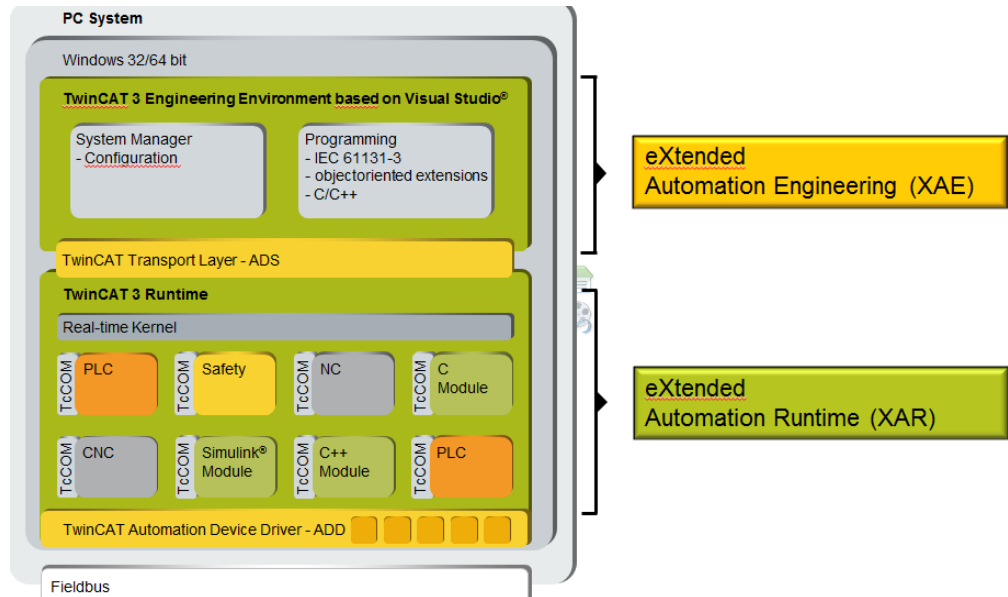 PC System
Windows 32/64 bit
TwinCAT 3 Engineering Environment based on Visual Studio®
System Manager
- Configuration
Programming
- IEC 61131-3
- objectoriented extensions
- C/C++
eXtended
Automation Engineering (XAE)
TwinCAT Transport Layer - ADS
TwinCAT 3 Runtime
Real-time Kernel
TcCOM
PLC
TcCOM
Safety
TcCOM
NC
TcCOM
C
Module
eXtended
Automation Runtime (XAR)
TcCOM
CNC
TcCOM
Simulink®
Module
TcCOM
C++
Module
TcCOM
PLC
TwinCAT Automation Device Driver - ADD
Fieldbus